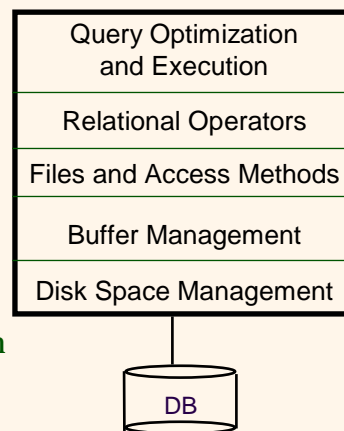 Query Optimization
and Execution
Relational Operators
Files and Access Methods
Buffer Management
Disk Space Management
DB